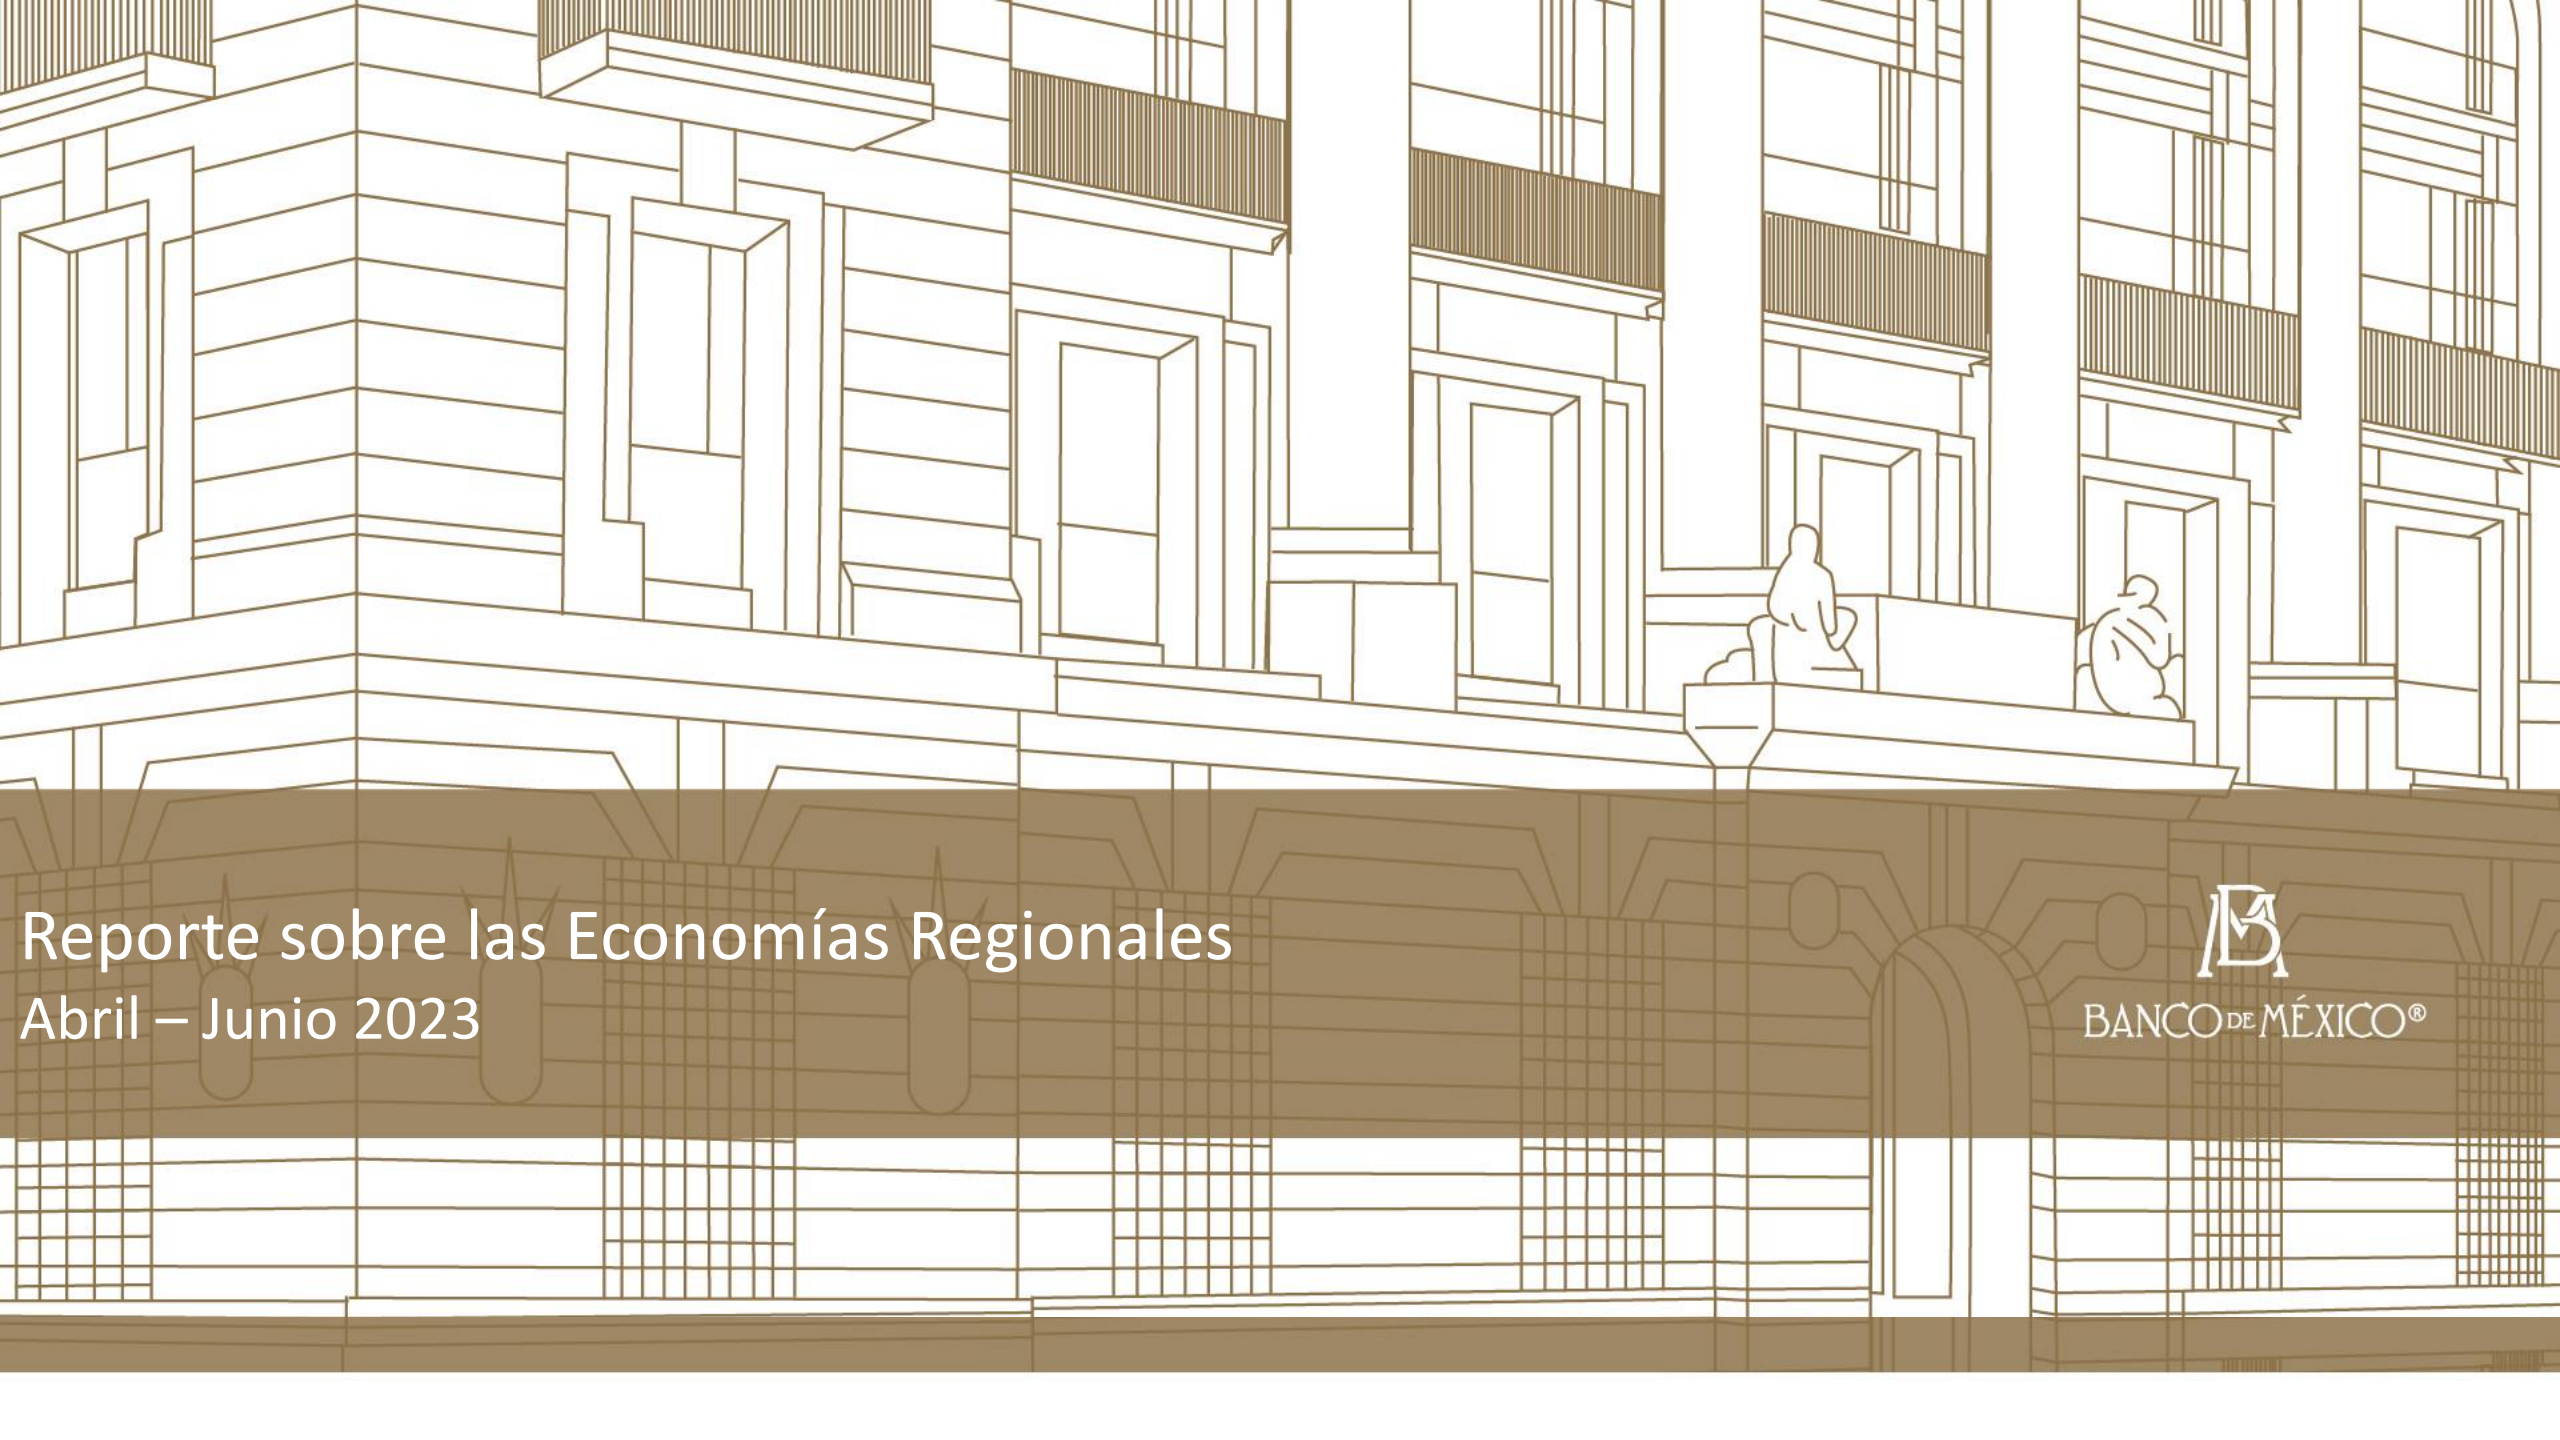 Reporte sobre las Economías Regionales
Abril – Junio 2023
BANCO DE MÉXICO®